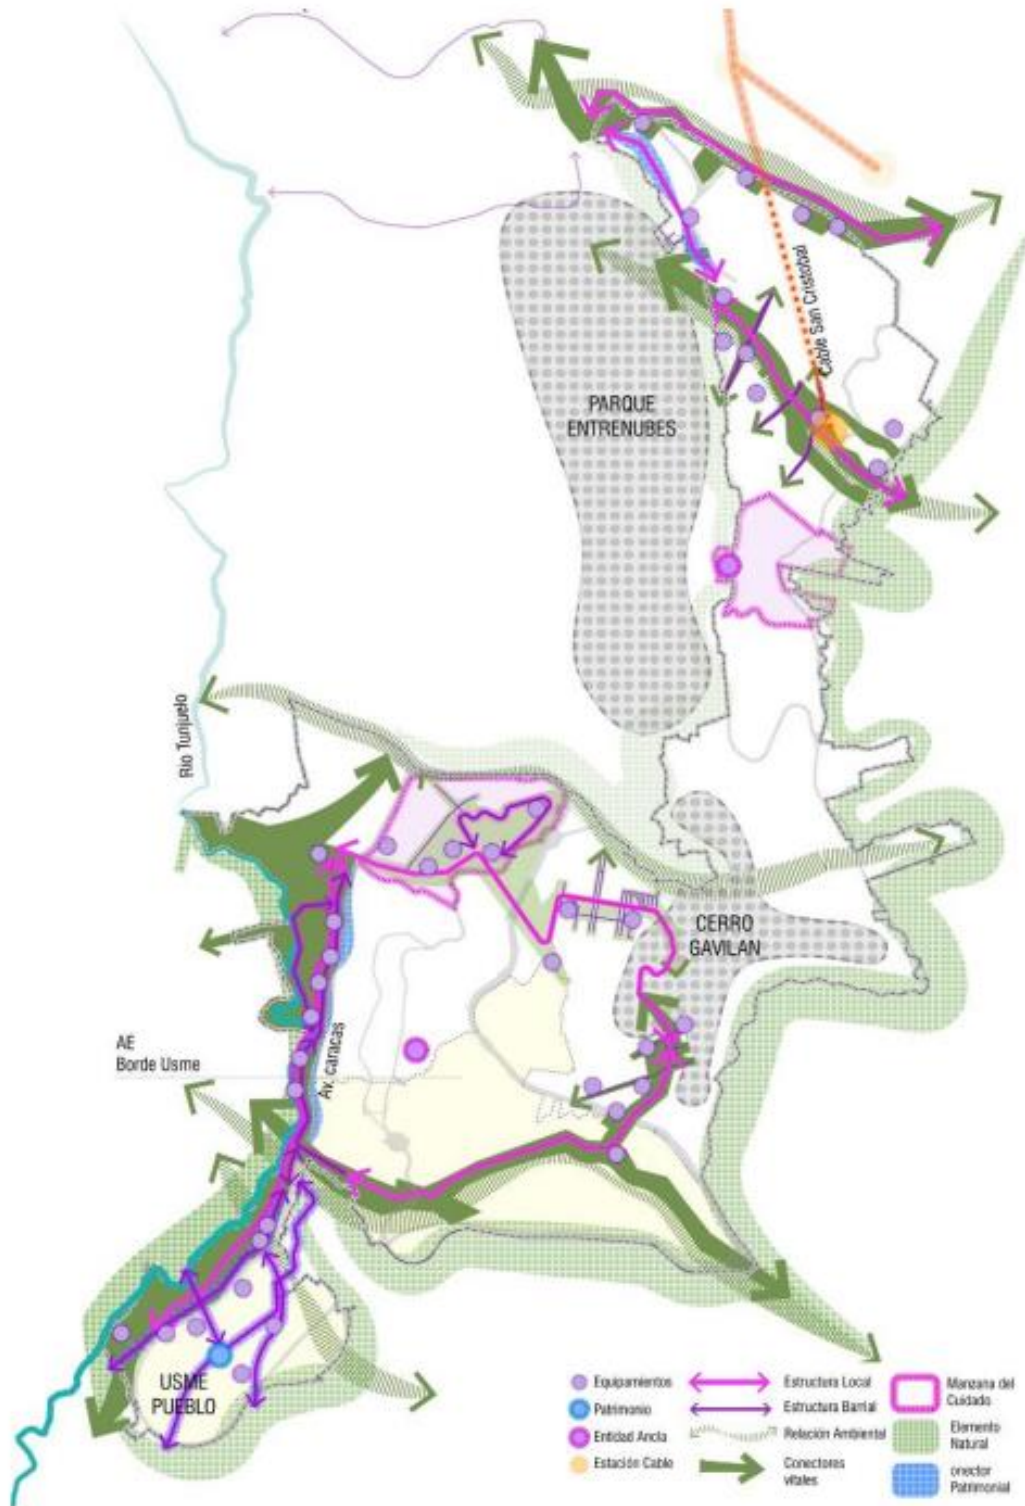 Cable San Cristobal
PARQUE
ENTRENUBES
Río Tunjuelo
CERRO
GAVILAN
AE
Borde Usme
Av. caracas
USME
PUEBLO
Equipamientos
Patrimonio
Entidad Ancla
Estación Cable
Estructura Local
Estructura Barrial
Relación Ambiental
Conectores
vitales
Manzana del
Cuidado
Elemento
Natural
onector
Patrimonial